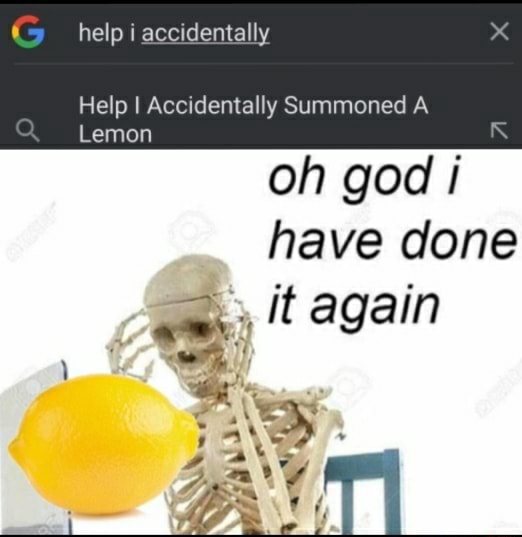 help i accidentally
Help I Accidentally Summoned A
Lemon
oh god i
have done
it again